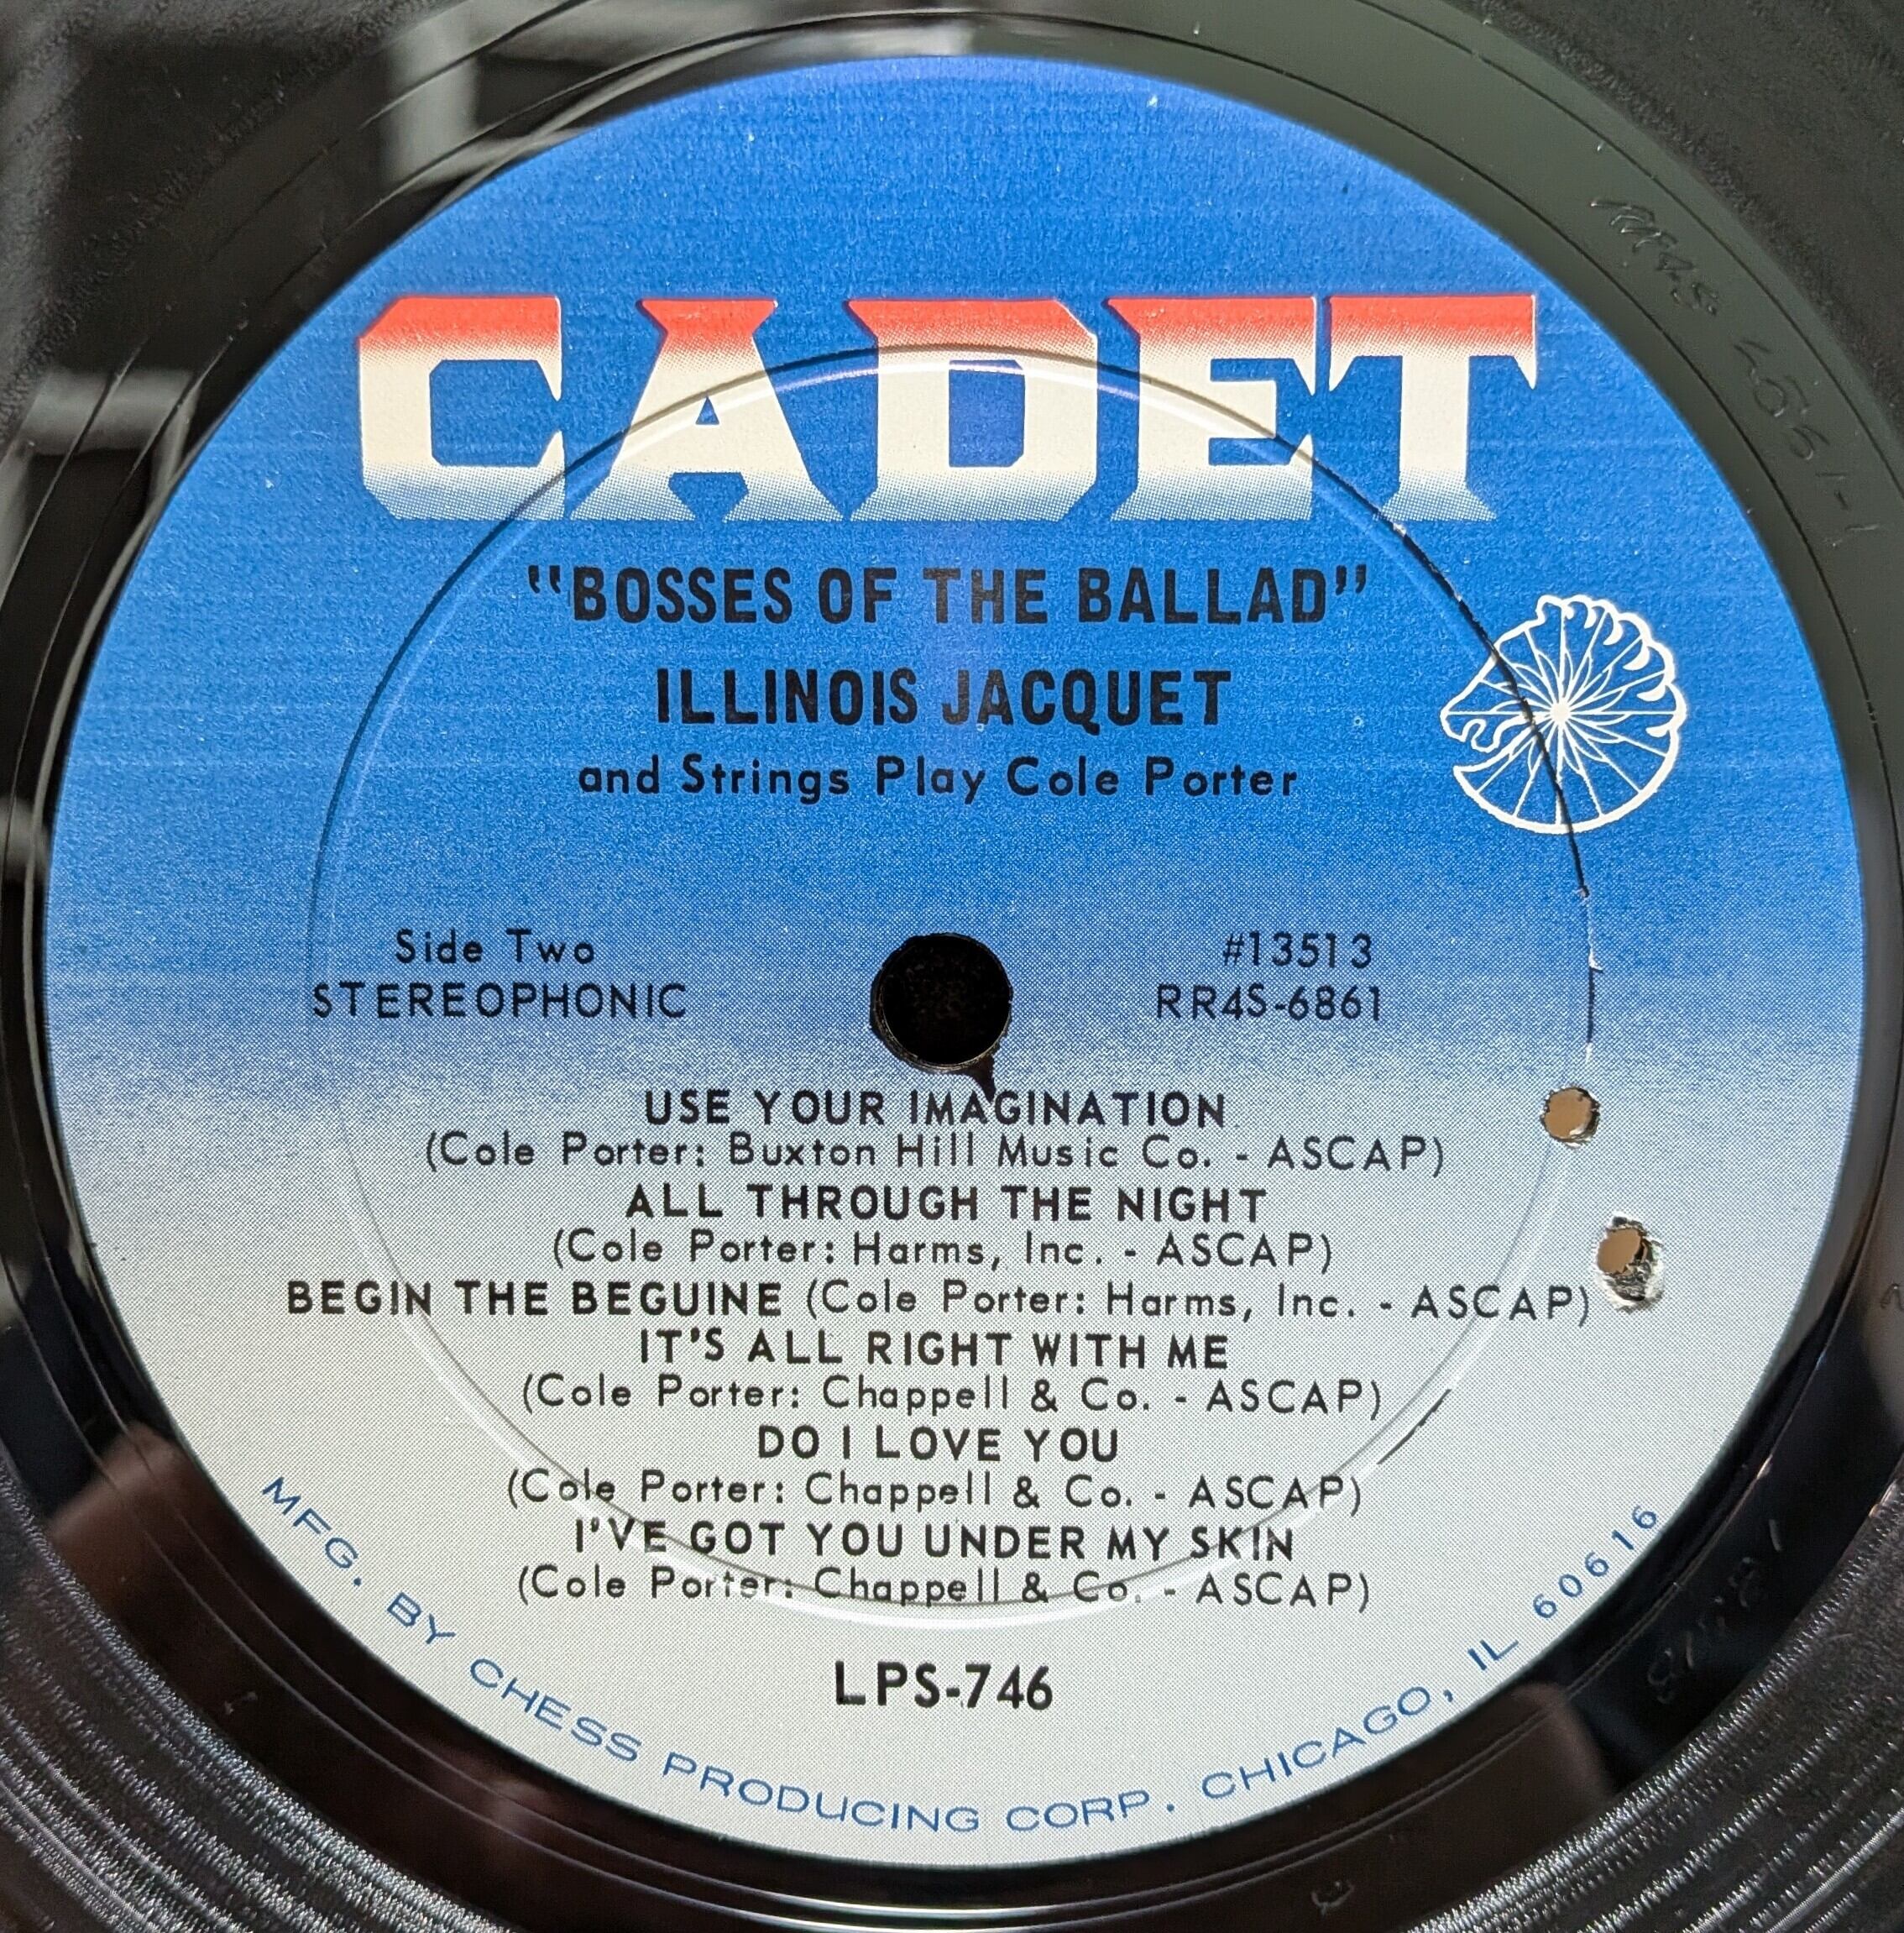 CADET
"BOSSES OF THE BALLAD"
ILLINOIS JACQUET
and Strings Play Cole Porter
Side Two
STEREOPHONIC
#13513
RR4S-6861
USE YOUR IMAGINATION
(Cole Porter: Buxton Hill Music Co. - ASCAP)
ALL THROUGH THE NIGHT
(Cole Porter: Harms, Inc. - ASCAP)
BEGIN THE BEGUINE (Cole Porter: Harms, Inc. - ASCAP)
IT'S ALL RIGHT WITH ME
(Cole Porter: Chappell & Co. - ASCAP)
DO I LOVE YOU
(Cole Porter: Chappell & Co. - ASCAP)
I'VE GOT YOU UNDER MY SKIN
(Cole Porter: Chappell & Co. - ASCAP)
LPS-746
MFG. BY CHESS PRODUCING CORP. CHICAGO, IL 60616